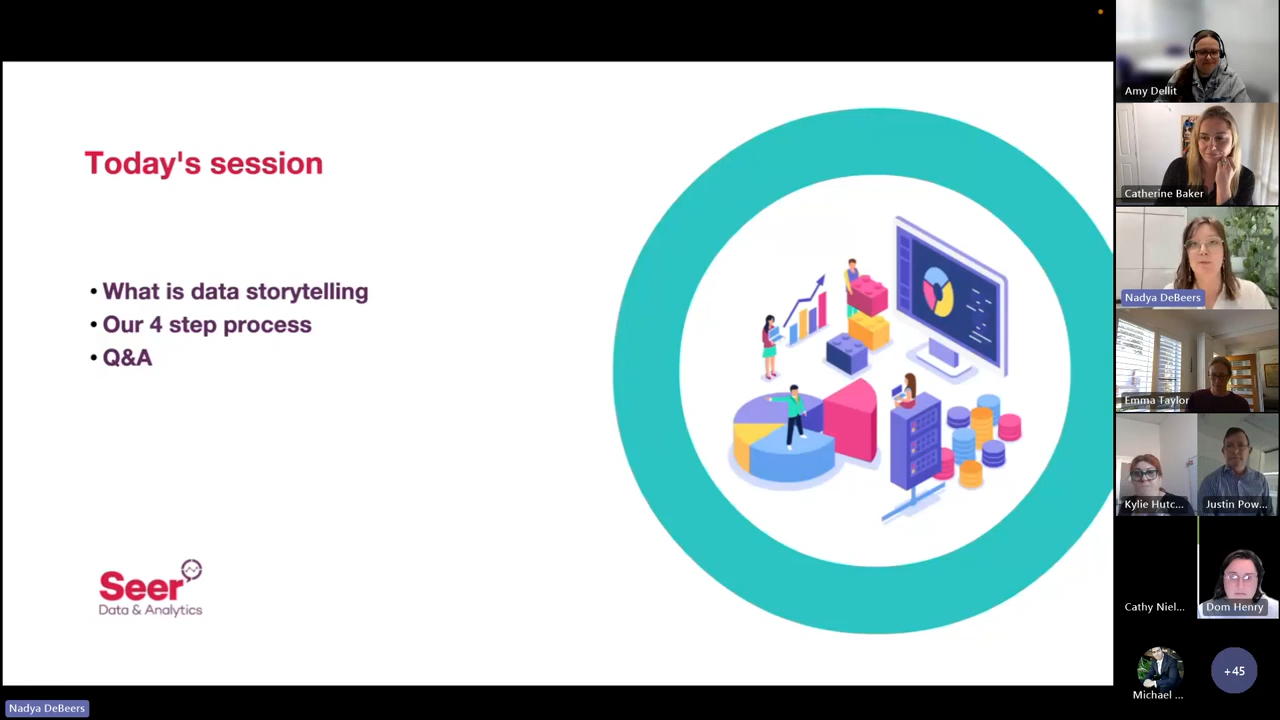 Today's session
• What is data storytelling
• Our 4 step process
• Q&A
Seer
Data & Analytics
Nadya DeBeers
Amy Dellit
Catherine Baker
Nadya DeBeers
Emma Taylor
Kylie Hutc...
Justin Pow...
Cathy Niel...
Dom Henry
Michael ...
+45